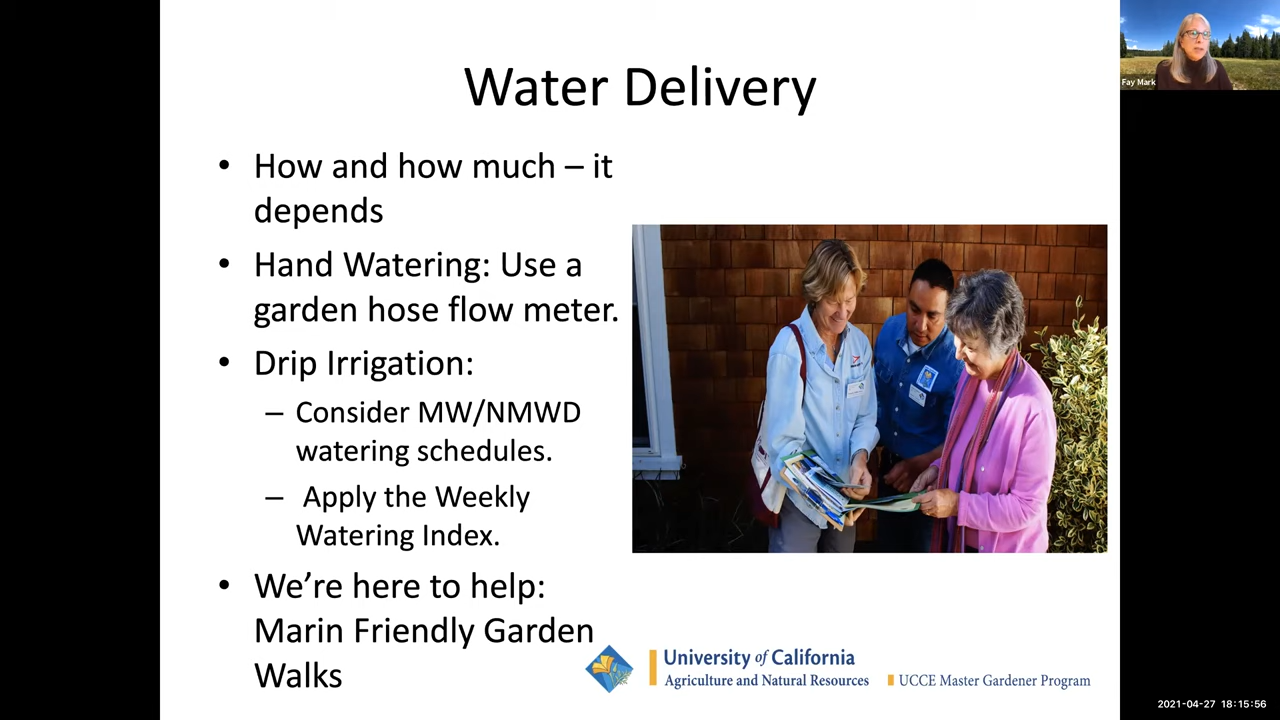 Water Delivery
• How and how much – it
depends
• Hand Watering: Use a
garden hose flow meter.
• Drip Irrigation:
– Consider MW/NMWD
watering schedules.
– Apply the Weekly
Watering Index.
• We’re here to help:
Marin Friendly Garden
Walks
University of California
Agriculture and Natural Resources
UCCE Master Gardener Program
Fay Mark
2021-04-27 18:15:56